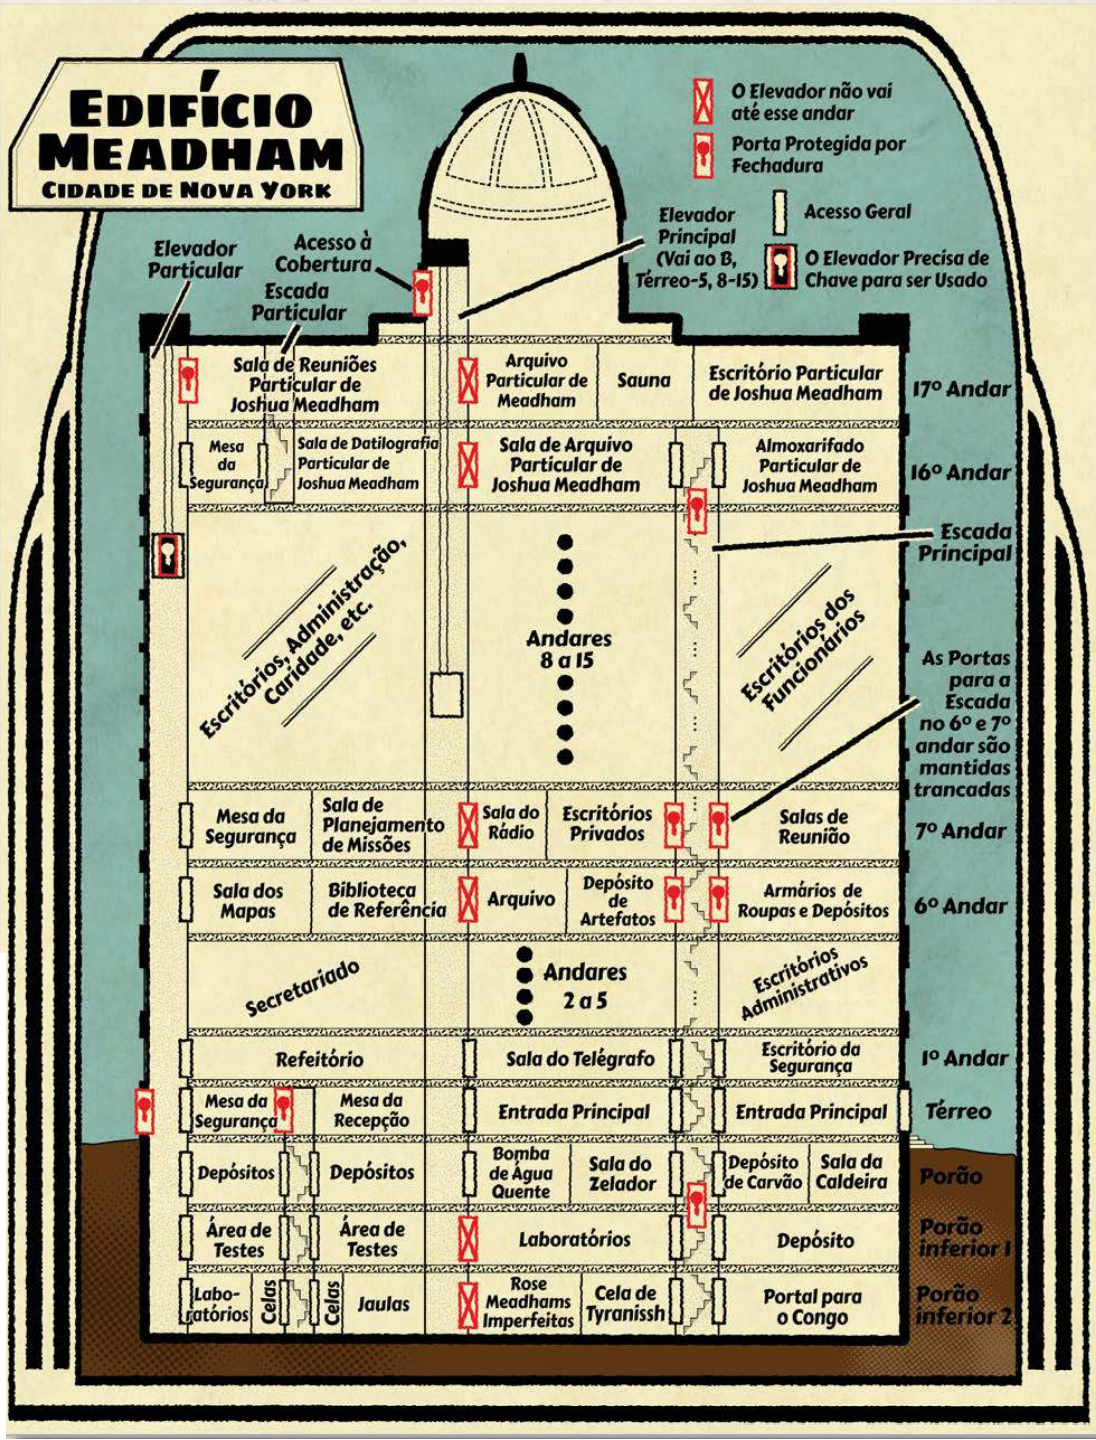 EDIFÍCIO
MEADHAM
CIDADE DE NOVA YORK
O Elevador não vai
até esse andar
Porta Protegida por
Fechadura
Acesso Geral
O Elevador Precisa de
Chave para ser Usado
Elevador
Particular
Acesso à
Cobertura
Escada
Particular
Elevador
Principal
(Vai ao B,
Térreo-5, 8-15)
Sala de Reuniões
Particular de
Joshua Meadham
Arquivo
Particular de
Meadham
Sauna
Escritório Particular
de Joshua Meadham
17º Andar
Mesa
da
Segurança
Sala de Datilografia
Particular de
Joshua Meadham
Sala de Arquivo
Particular de
Joshua Meadham
Almoxarifado
Particular de
Joshua Meadham
16º Andar
Escada
Principal
Escritórios, Administração,
Caridade, etc.
Andares
8 a 15
Escritórios dos
Funcionários
As Portas
para a
Escada
no 6º e 7º
andar são
mantidas
trancadas
Mesa da
Segurança
Sala de
Planejamento
de Missões
Sala do
Rádio
Escritórios
Privados
Salas de
Reunião
7º Andar
Sala dos
Mapas
Biblioteca
de Referência
Arquivo
Depósito
de
Artefatos
Armários de
Roupas e Depósitos
6º Andar
Secretariado
Andares
2 a 5
Escritórios
Administrativos
Refeitório
Sala do Telégrafo
Escritório da
Segurança
1º Andar
Mesa da
Segurança
Mesa da
Recepção
Entrada Principal
Entrada Principal
Térreo
Depósitos
Depósitos
Bomba
de Água
Quente
Sala do
Zelador
Depósito
de Carvão
Sala da
Caldeira
Porão
Área de
Testes
Área de
Testes
Laboratórios
Depósito
Porão
inferior 1
Labo-
ratórios
Celas
Celas
Jaulas
Rose
Meadhams
Imperfeitas
Cela de
Tyranissh
Portal para
o Congo
Porão
inferior 2